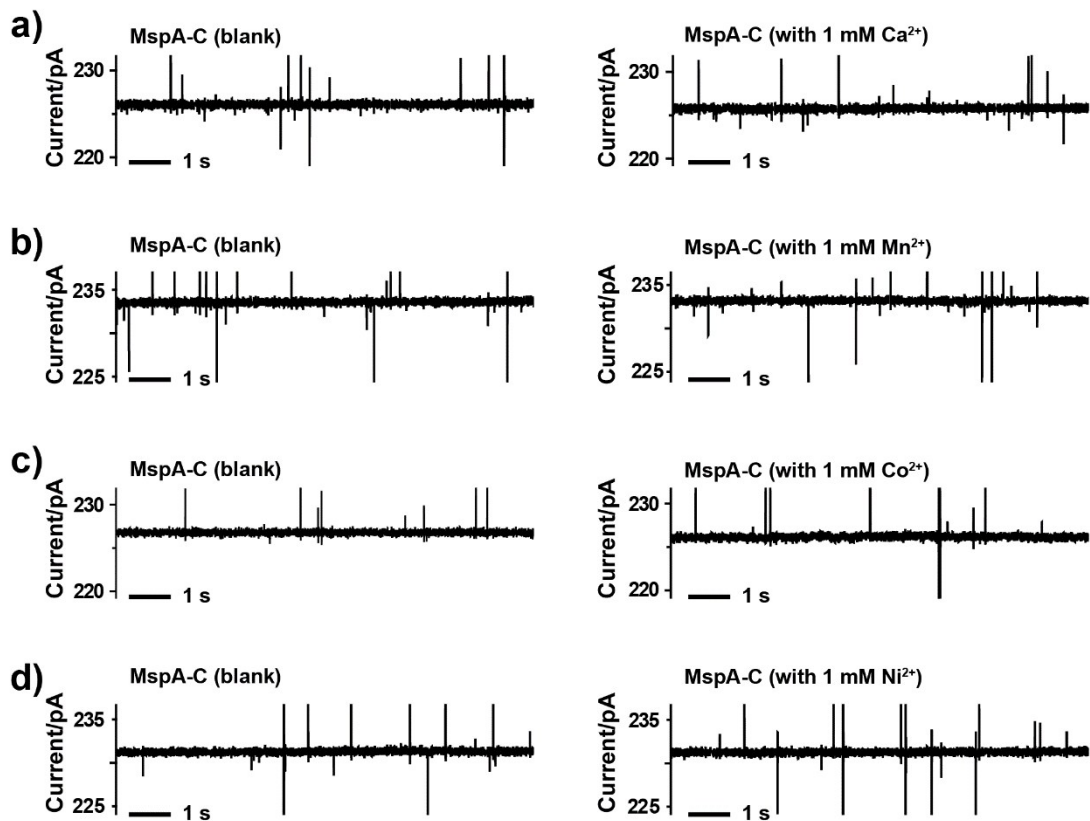 a)
MspA-C (blank)
MspA-C (with 1 mM Ca²⁺)
Current/pA
230
220
1 s
Current/pA
230
220
1 s
b)
MspA-C (blank)
MspA-C (with 1 mM Mn²⁺)
Current/pA
235
225
1 s
Current/pA
235
225
1 s
c)
MspA-C (blank)
MspA-C (with 1 mM Co²⁺)
Current/pA
230
220
1 s
Current/pA
230
220
1 s
d)
MspA-C (blank)
MspA-C (with 1 mM Ni²⁺)
Current/pA
235
225
1 s
Current/pA
235
225
1 s